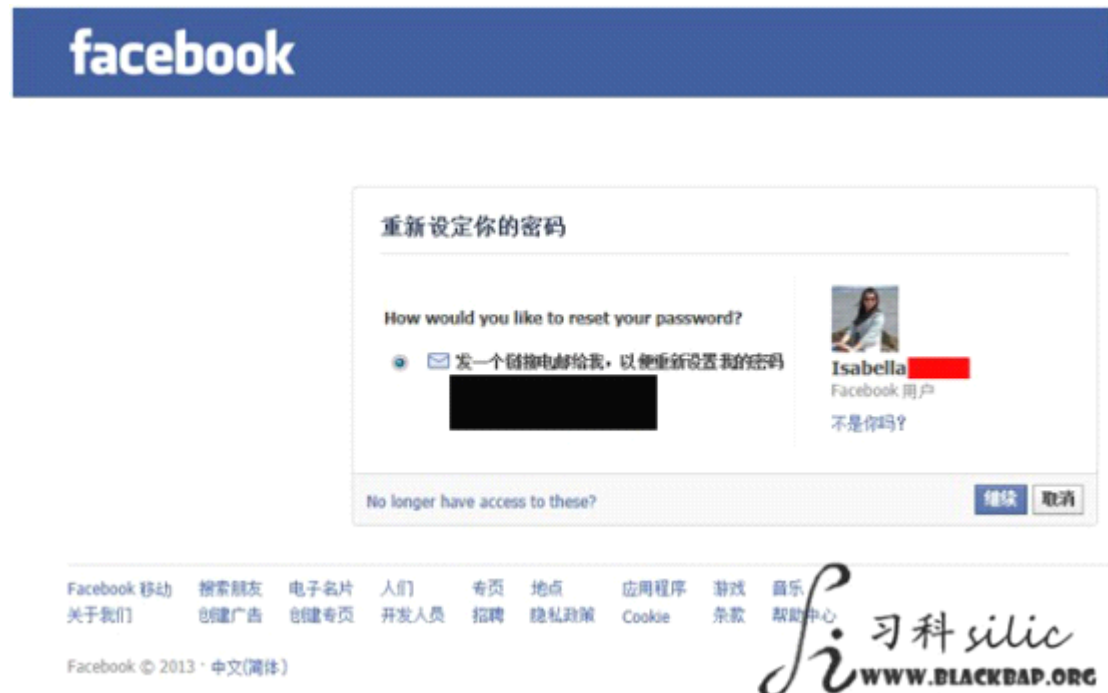 facebook
重新设定你的密码
How would you like to reset your password?
发一个链接电邮给我，以便重新设置我的密码
Isabella
Facebook 用户
不是你吗?
No longer have access to these?
继续 取消
Facebook 移动 搜索朋友 电子名片 人们 专页 地点 应用程序 游戏 音乐
关于我们 创建广告 创建专页 开发人员 招聘 隐私政策 Cookie 条款 帮助中心
Facebook © 2013 · 中文(简体)
习科 silic
WWW.BLACKBAP.ORG